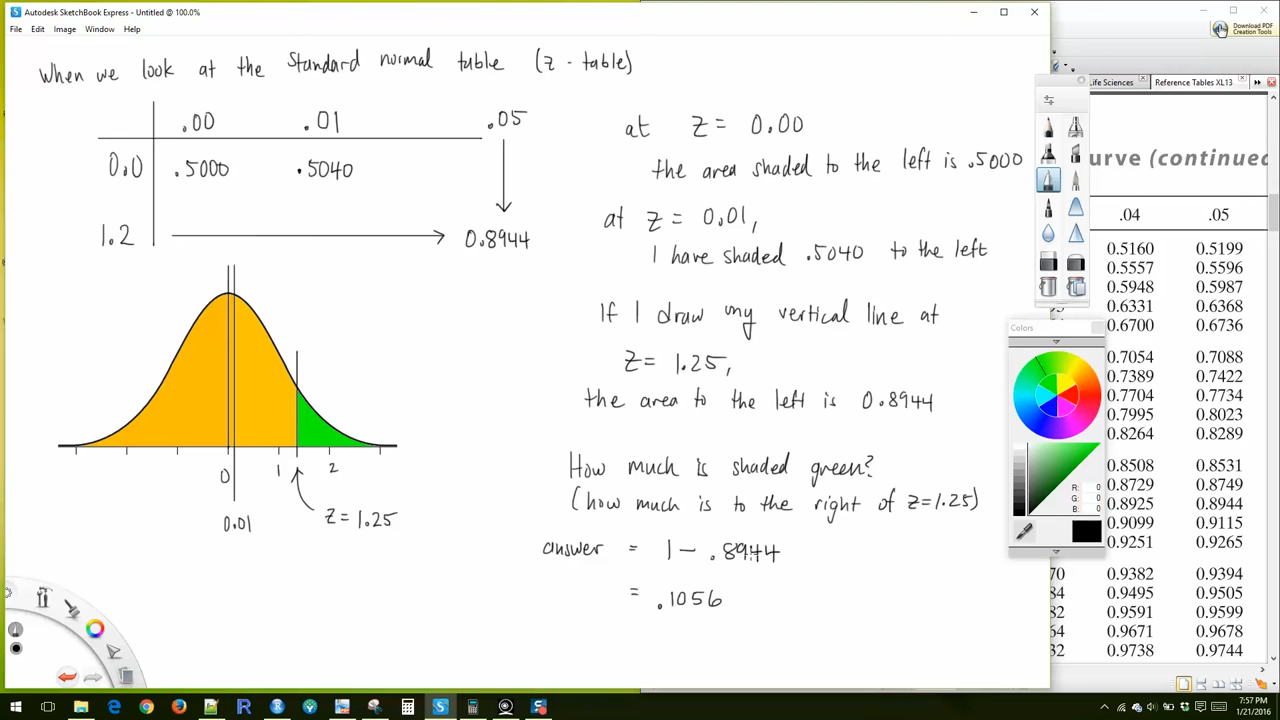 Autodesk SketchBook Express - Untitled @ 100.0%
File Edit Image Window Help
When we look at the Standard normal table (z - table)
.00 .01 .05
0.0 .5000 .5040
1.2 0.8944
0
1
2
0.01
z = 1.25
at z = 0.00
the area shaded to the left is .5000
at z = 0.01,
I have shaded .5040 to the left
If I draw my vertical line at
z = 1.25,
the area to the left is 0.8944
How much is shaded green?
(how much is to the right of z=1.25)
answer = 1 - .8944
= .1056
Download PDF
Creation Tools
Life Sciences
Reference Tables XL13
urve (continued
.04 .05
0.5160 0.5199
0.5557 0.5596
0.5948 0.5987
0.6331 0.6368
0.6700 0.6736
0.7054 0.7088
0.7389 0.7422
0.7704 0.7734
0.7995 0.8023
0.8264 0.8289
0.8508 0.8531
0.8729 0.8749
0.8925 0.8944
0.9099 0.9115
0.9251 0.9265
70 0.9382 0.9394
84 0.9495 0.9505
82 0.9591 0.9599
64 0.9671 0.9678
32 0.9738 0.9744
Colors
R: 0
G: 0
B: 0
7:57 PM
1/21/2016